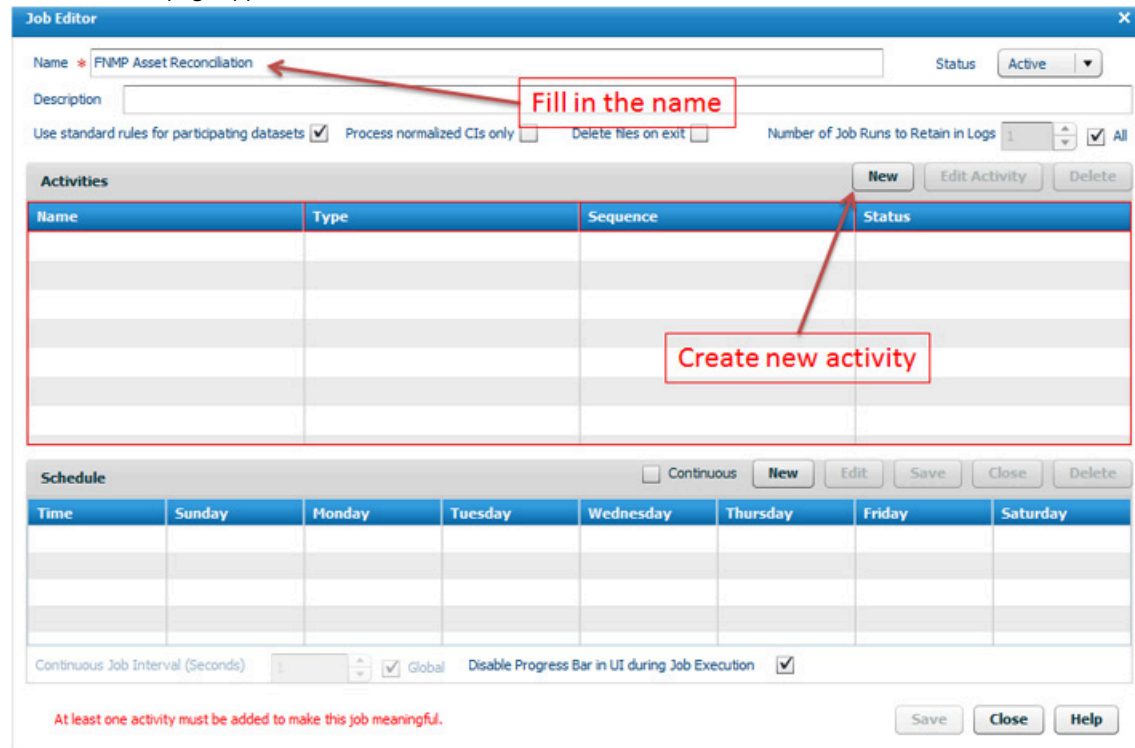 Job Editor
Name * FNMP Asset Reconciliation Status Active
Fill in the name
Description
Use standard rules for participating datasets Process normalized CIs only Delete files on exit Number of Job Runs to Retain in Logs 1 All
Activities New Edit Activity Delete
Name Type Sequence Status
Create new activity
Schedule Continuous New Edit Save Close Delete
Time Sunday Monday Tuesday Wednesday Thursday Friday Saturday
Continuous Job Interval (Seconds) 1 Global Disable Progress Bar in UI during Job Execution
At least one activity must be added to make this job meaningful. Save Close Help